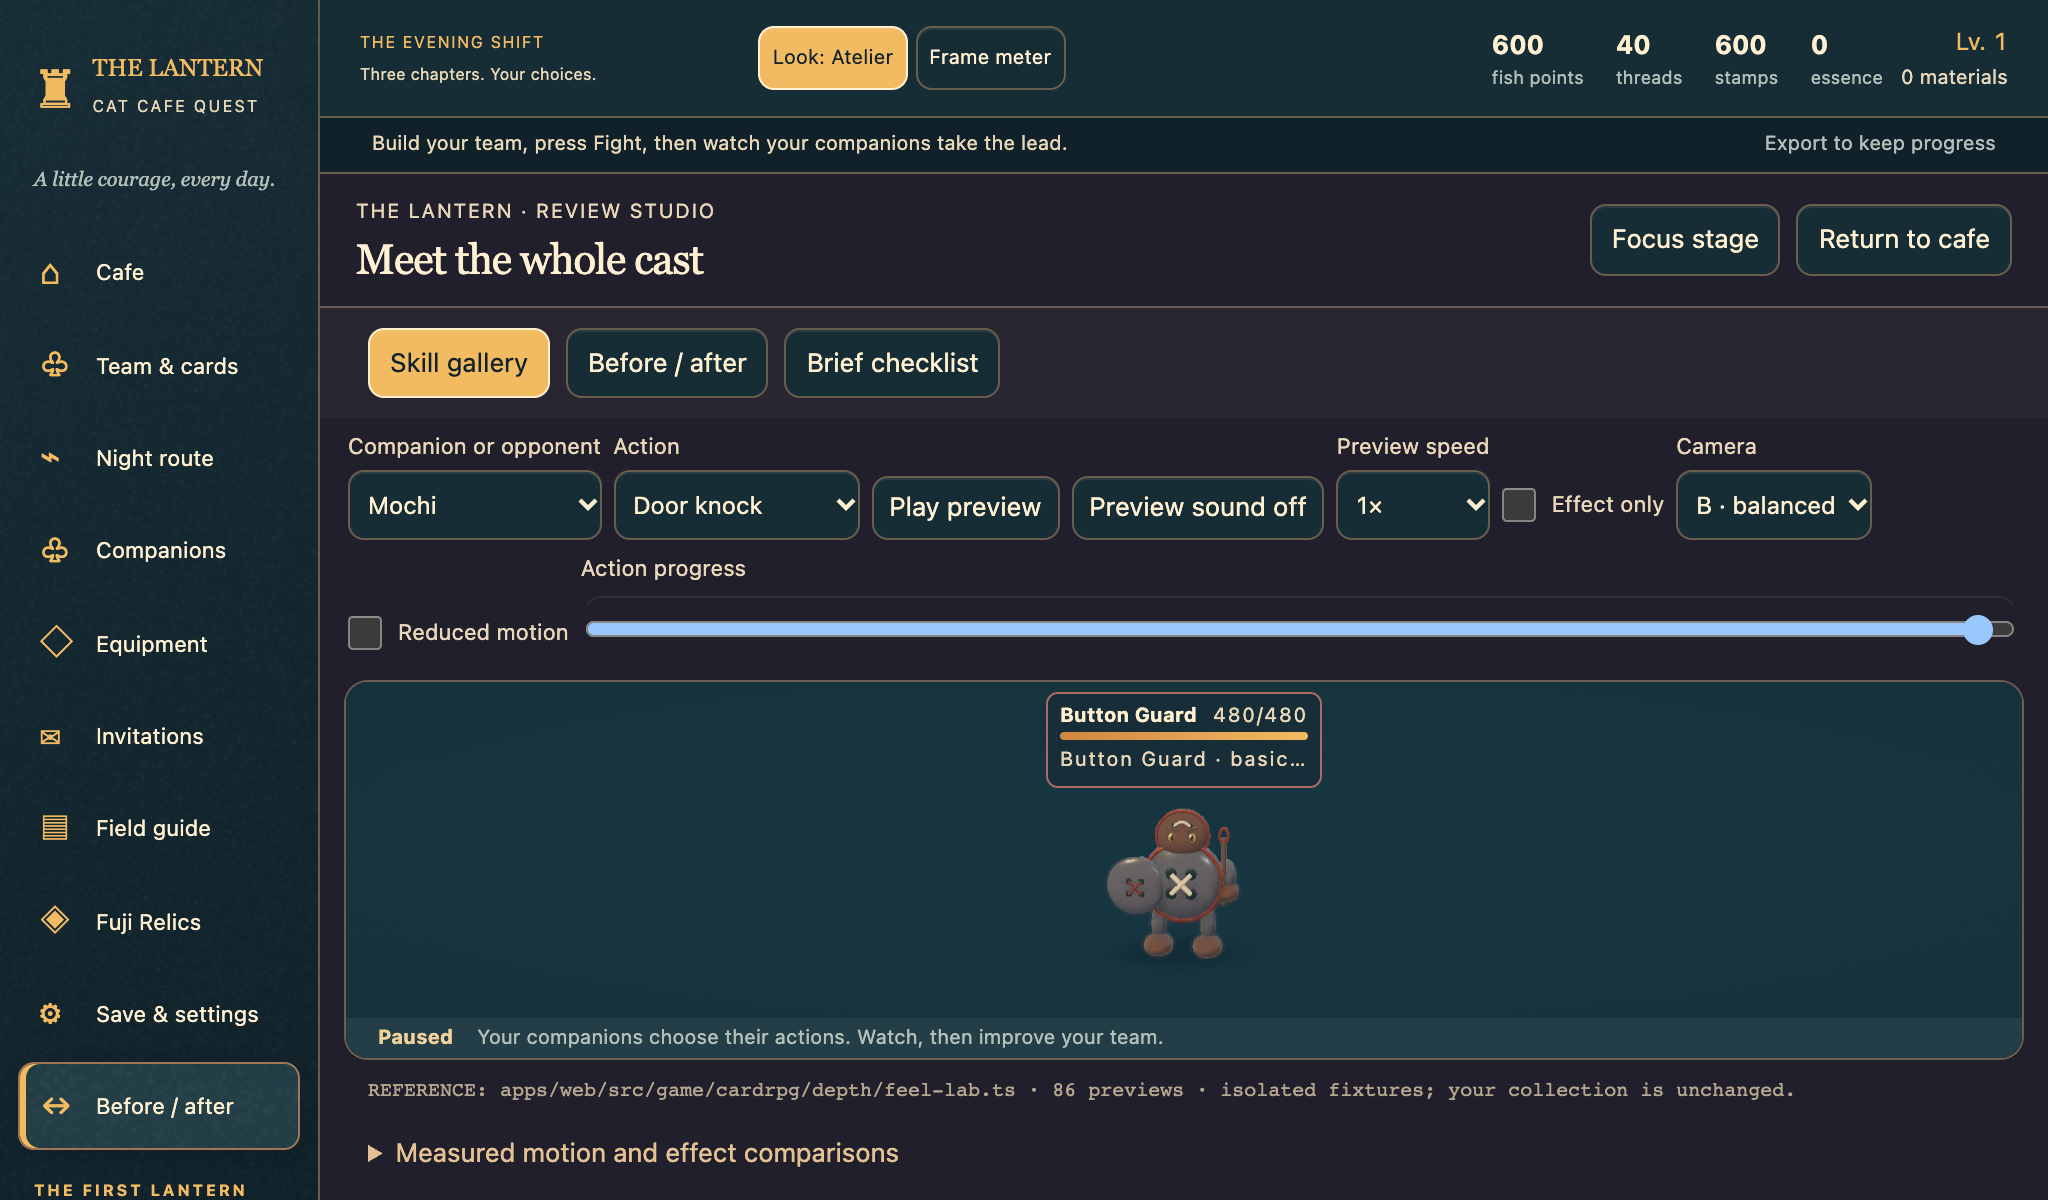 THE LANTERN
CAT CAFE QUEST
A little courage, every day.
Cafe
Team & cards
Night route
Companions
Equipment
Invitations
Field guide
Fuji Relics
Save & settings
Before / after
THE FIRST LANTERN
THE EVENING SHIFT
Three chapters. Your choices.
Look: Atelier
Frame meter
600 fish points
40 threads
600 stamps
0 essence
Lv. 1
0 materials
Build your team, press Fight, then watch your companions take the lead.
Export to keep progress
THE LANTERN · REVIEW STUDIO
Meet the whole cast
Focus stage
Return to cafe
Skill gallery
Before / after
Brief checklist
Companion or opponent
Mochi
Action
Door knock
Play preview
Preview sound off
Preview speed
1×
Effect only
Camera
B · balanced
Reduced motion
Action progress
Button Guard 480/480
Button Guard · basic…
Paused Your companions choose their actions. Watch, then improve your team.
REFERENCE: apps/web/src/game/cardrpg/depth/feel-lab.ts · 86 previews · isolated fixtures; your collection is unchanged.
Measured motion and effect comparisons